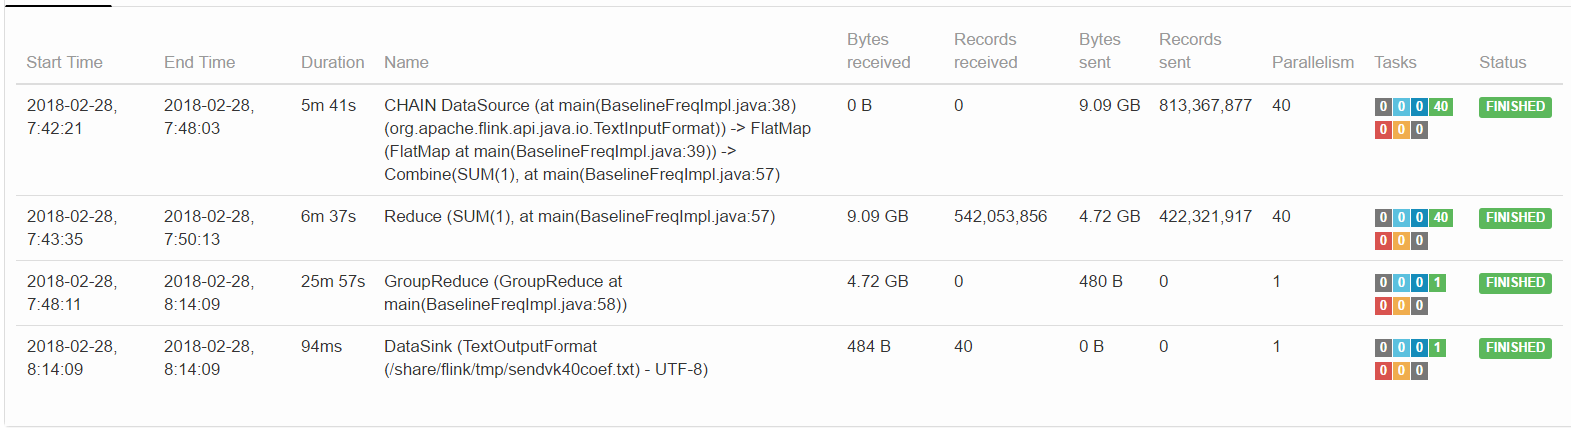 Start Time End Time Duration Name Bytes received Records received Bytes sent Records sent Parallelism Tasks Status
2018-02-28, 2018-02-28, 5m 41s CHAIN DataSource (at main(BaselineFreqImpl.java:38) 0 B 0 9.09 GB 813,367,877 40 0 0 0 40 FINISHED
7:42:21 7:48:03 (org.apache.flink.api.java.io.TextInputFormat)) -> FlatMap 0 0 0
(FlatMap at main(BaselineFreqImpl.java:39)) ->
Combine(SUM(1), at main(BaselineFreqImpl.java:57)
2018-02-28, 2018-02-28, 6m 37s Reduce (SUM(1), at main(BaselineFreqImpl.java:57) 9.09 GB 542,053,856 4.72 GB 422,321,917 40 0 0 0 40 FINISHED
7:43:35 7:50:13 0 0 0
2018-02-28, 2018-02-28, 25m 57s GroupReduce (GroupReduce at 4.72 GB 0 480 B 0 1 0 0 0 1 FINISHED
7:48:11 8:14:09 main(BaselineFreqImpl.java:58)) 0 0 0
2018-02-28, 2018-02-28, 94ms DataSink (TextOutputFormat 484 B 40 0 B 0 1 0 0 0 1 FINISHED
8:14:09 8:14:09 (/share/flink/tmp/sendvk40coef.txt) - UTF-8) 0 0 0